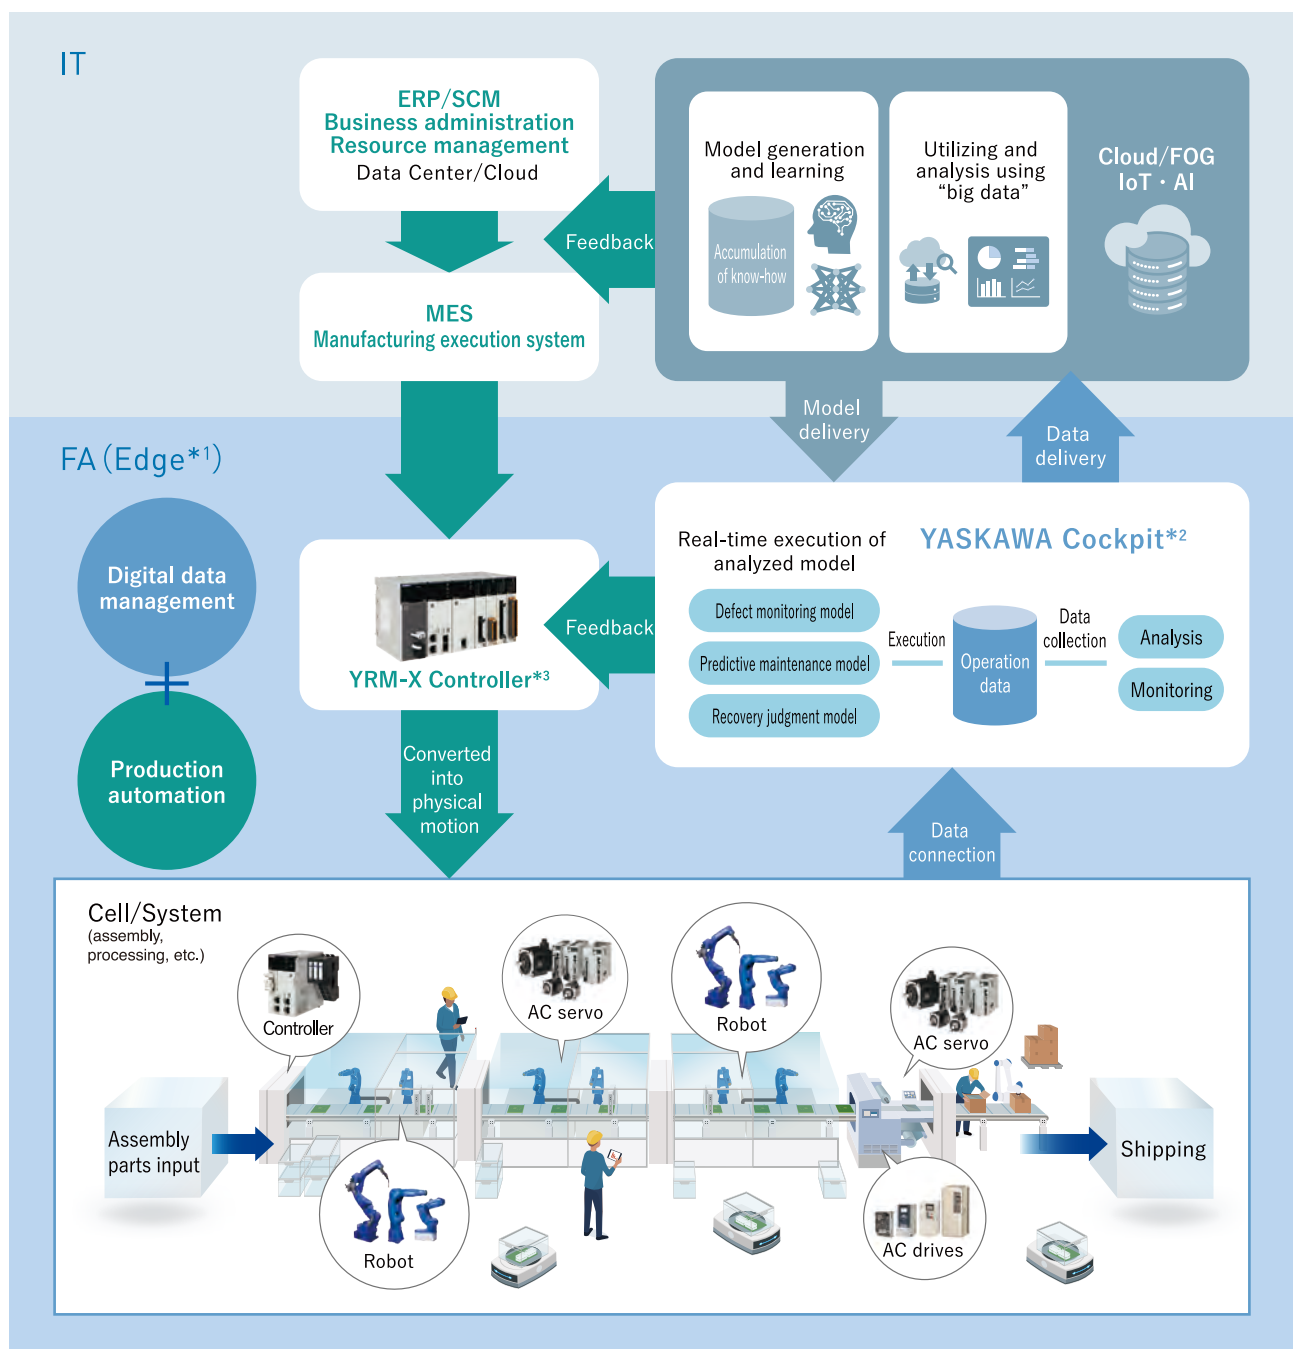 IT
ERP/SCM
Business administration
Resource management
Data Center/Cloud
Feedback
MES
Manufacturing execution system
Model generation
and learning
Accumulation
of know-how
Utilizing and
analysis using
“big data”
Cloud/FOG
IoT・AI
Model
delivery
Data
delivery
FA(Edge*1)
Digital data
management
Production
automation
YRM-X Controller*3
Feedback
Real-time execution of
analyzed model
Defect monitoring model
Predictive maintenance model
Recovery judgment model
YASKAWA Cockpit*2
Execution
Operation
data
Data
collection
Analysis
Monitoring
Converted
into
physical
motion
Data
connection
Cell/System
(assembly,
processing, etc.)
Controller
AC servo
Robot
AC servo
Assembly
parts input
Shipping
Robot
AC drives